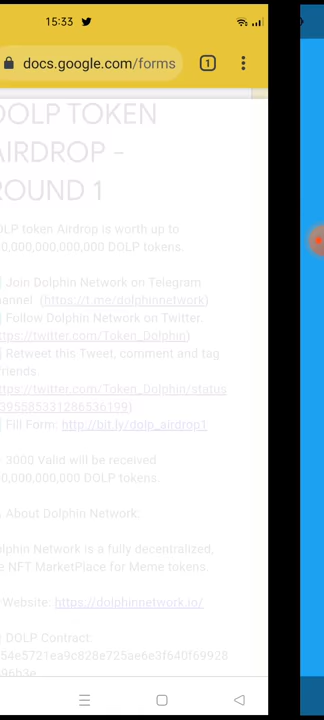 15:33
docs.google.com/forms
1
DOLP TOKEN
AIRDROP -
ROUND 1
token Airdrop is worth up to
0,000,000,000,000 DOLP tokens.
Join Dolphin Network on Telegram
(https://t.me/dolphinnetwork)
Follow Dolphin Network on Twitter.
https://twitter.com/Token_Dolphin)
Retweet this Tweet, comment and tag
friends
https://twitter.com/Token_Dolphin/status
Fill Form: http://bit.ly/dolp_airdrop1
3000 Valid will be received
0,000,000,000 DOLP tokens.
About Dolphin Network:
Dolphin Network is a fully decentralized,
NFT MarketPlace for Meme tokens.
Website: https://dolphinnetwork.io/
DOLP Contract:
54e5721ea9c828e725ae6e3f640f69928
96b3e